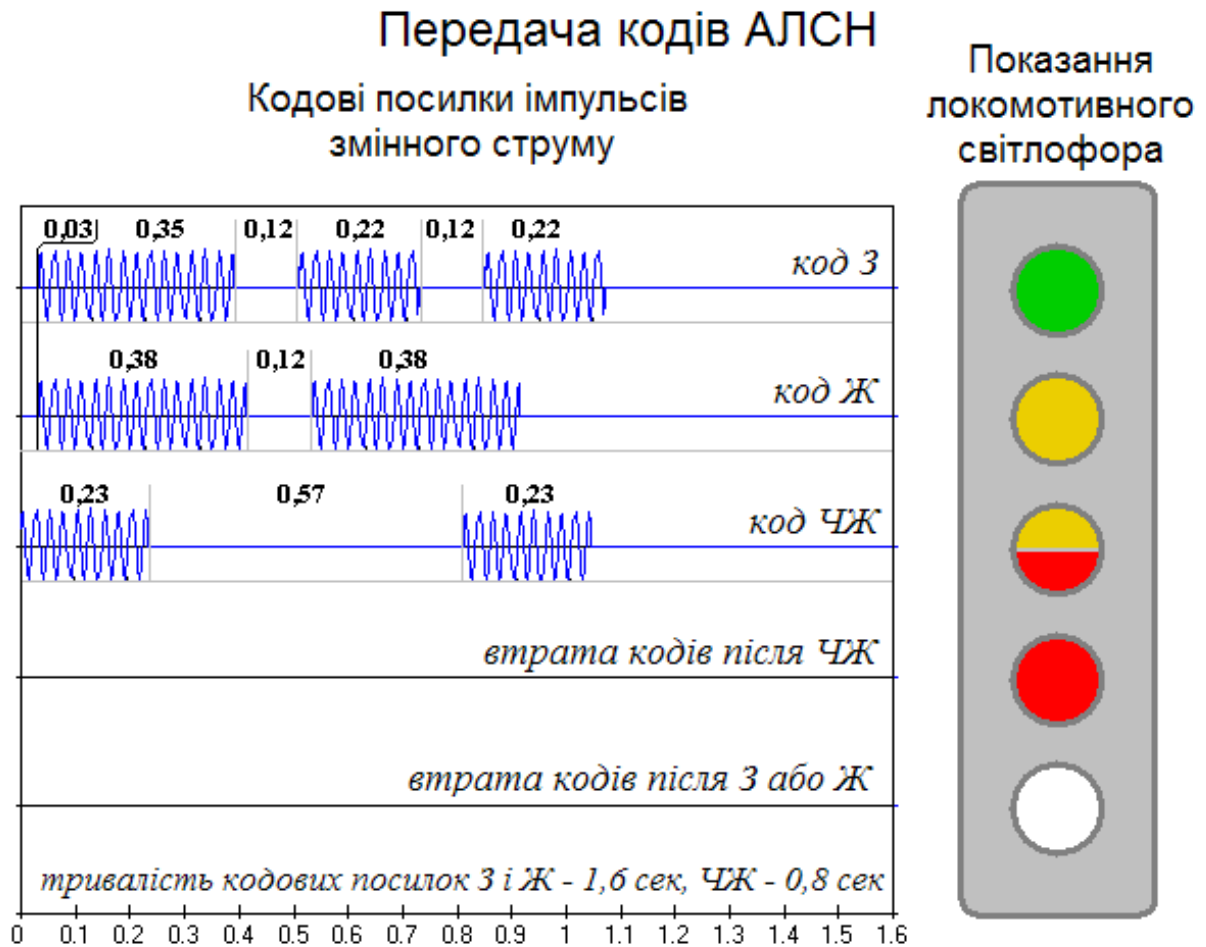 Передача кодів АЛСН
Кодові посилки імпульсів
змінного струму
Показання
локомотивного
світлофора
0,03 0,35 0,12 0,22 0,12 0,22
код З
0,38 0,12 0,38
код Ж
0,23 0,57 0,23
код ЧЖ
втрата кодів після ЧЖ
втрата кодів після З або Ж
тривалість кодових посилок З і Ж - 1,6 сек, ЧЖ - 0,8 сек
0 0.1 0.2 0.3 0.4 0.5 0.6 0.7 0.8 0.9 1 1.1 1.2 1.3 1.4 1.5 1.6